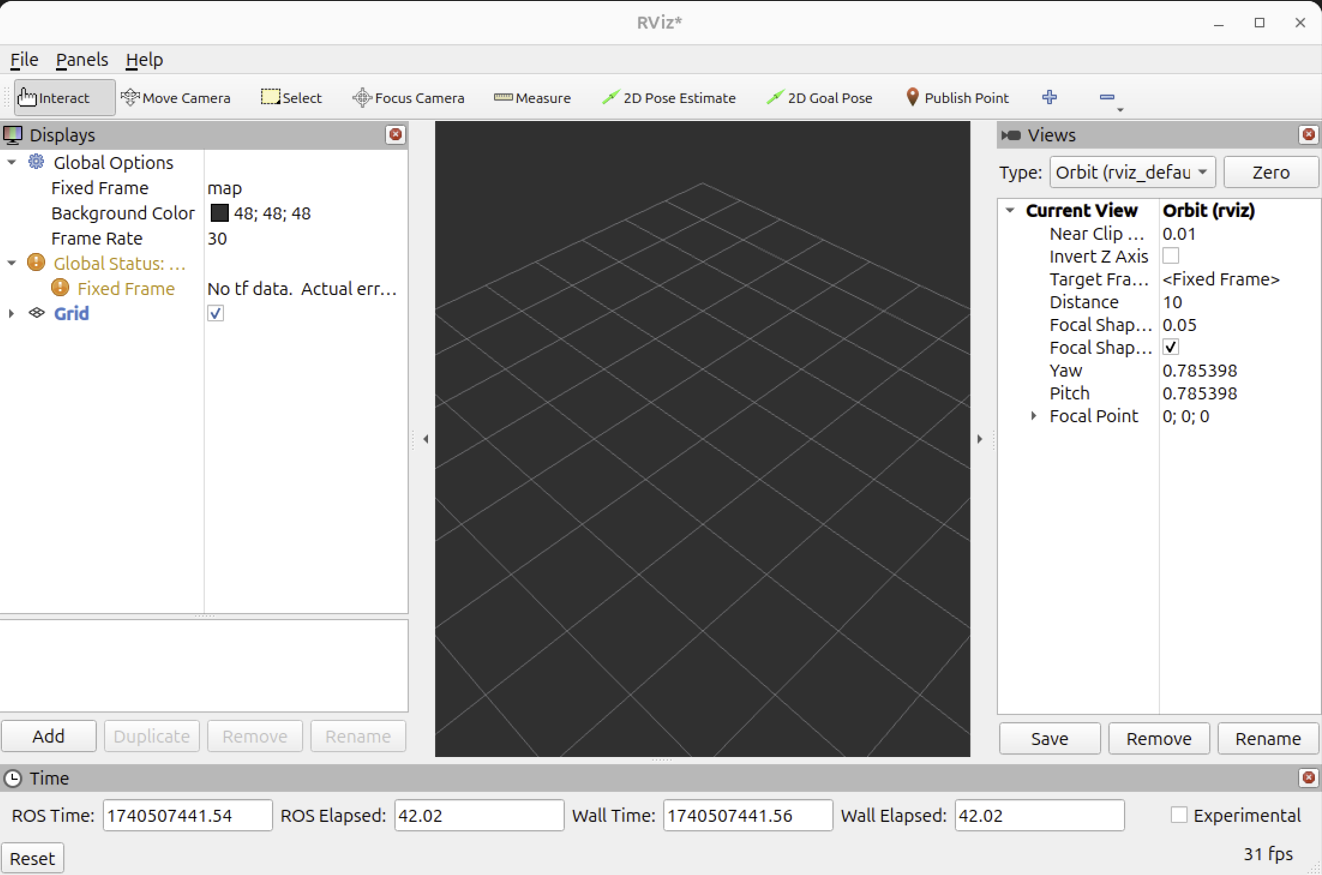 RViz*
File Panels Help
Interact Move Camera Select Focus Camera Measure 2D Pose Estimate 2D Goal Pose Publish Point
Displays
Global Options
Fixed Frame map
Background Color 48; 48; 48
Frame Rate 30
Global Status: ...
Fixed Frame No tf data. Actual err...
Grid
Add Duplicate Remove Rename
Views
Type: Orbit (rviz_defau Zero
Current View Orbit (rviz)
Near Clip ... 0.01
Invert Z Axis
Target Fra... <Fixed Frame>
Distance 10
Focal Shap... 0.05
Focal Shap...
Yaw 0.785398
Pitch 0.785398
Focal Point 0; 0; 0
Save Remove Rename
Time
ROS Time: 1740507441.54 ROS Elapsed: 42.02 Wall Time: 1740507441.56 Wall Elapsed: 42.02 Experimental
Reset 31 fps